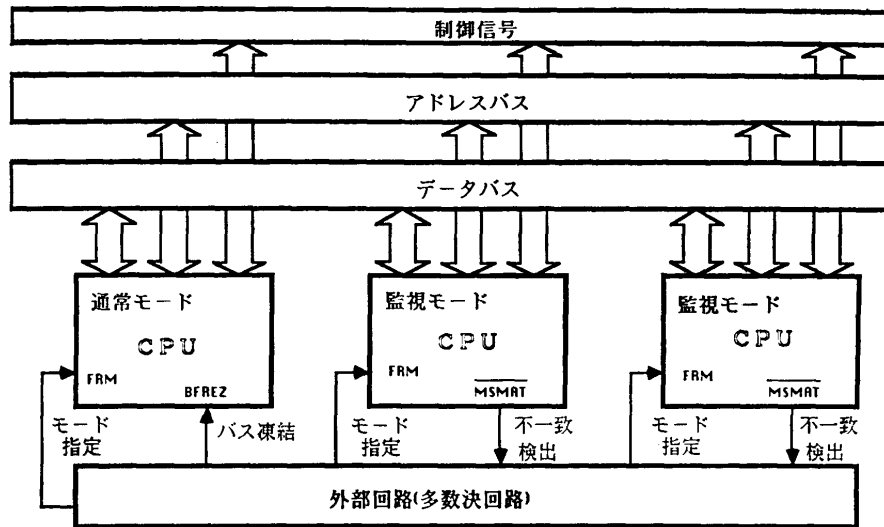 制御信号
アドレスバス
データバス
通常モード
CPU
FRM
BFREZ
監視モード
CPU
FRM
MSMAT
監視モード
CPU
FRM
MSMAT
モード
指定
バス凍結
モード
指定
不一致
検出
モード
指定
不一致
検出
外部回路(多数決回路)